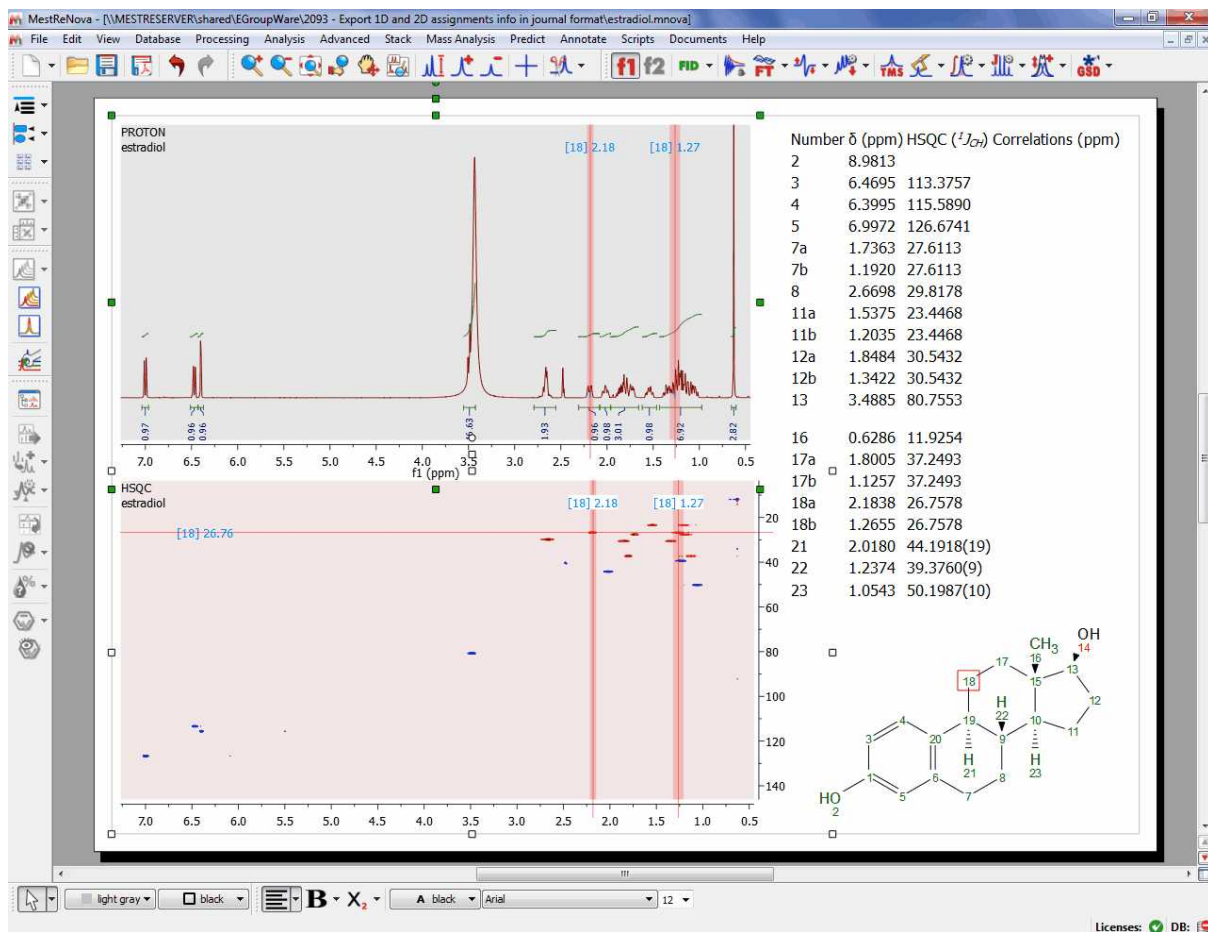 MestReNova - [\\MESTRESERVER\shared\EGroupWare\2093 - Export 1D and 2D assignments info in journal format\estradiol.mnova]
File Edit View Database Processing Analysis Advanced Stack Mass Analysis Predict Annotate Scripts Documents Help
f1 f2 FID FT TMS GSD
PROTON
estradiol
[18] 2.18 [18] 1.27
0.97 0.96 0.96 6.63 1.93 0.96 0.98 3.01 0.98 6.92 2.82
7.0 6.5 6.0 5.5 5.0 4.5 4.0 3.5 3.0 2.5 2.0 1.5 1.0 0.5
f1 (ppm)
HSQC
estradiol
[18] 2.18 [18] 1.27
[18] 26.76
20
40
60
80
100
120
140
7.0 6.5 6.0 5.5 5.0 4.5 4.0 3.5 3.0 2.5 2.0 1.5 1.0 0.5
Number δ (ppm) HSQC (¹J_CH) Correlations (ppm)
2 8.9813
3 6.4695 113.3757
4 6.3995 115.5890
5 6.9972 126.6741
7a 1.7363 27.6113
7b 1.1920 27.6113
8 2.6698 29.8178
11a 1.5375 23.4468
11b 1.2035 23.4468
12a 1.8484 30.5432
12b 1.3422 30.5432
13 3.4885 80.7553
16 0.6286 11.9254
17a 1.8005 37.2493
17b 1.1257 37.2493
18a 2.1838 26.7578
18b 1.2655 26.7578
21 2.0180 44.1918(19)
22 1.2374 39.3760(9)
23 1.0543 50.1987(10)
OH
14
CH₃
16
17
13
18
15
12
H
22
4
19
10
11
3
20
9
H
21
H
23
8
1
6
7
5
HO
2
light gray black B X₂ A black Arial 12
Licenses: DB: